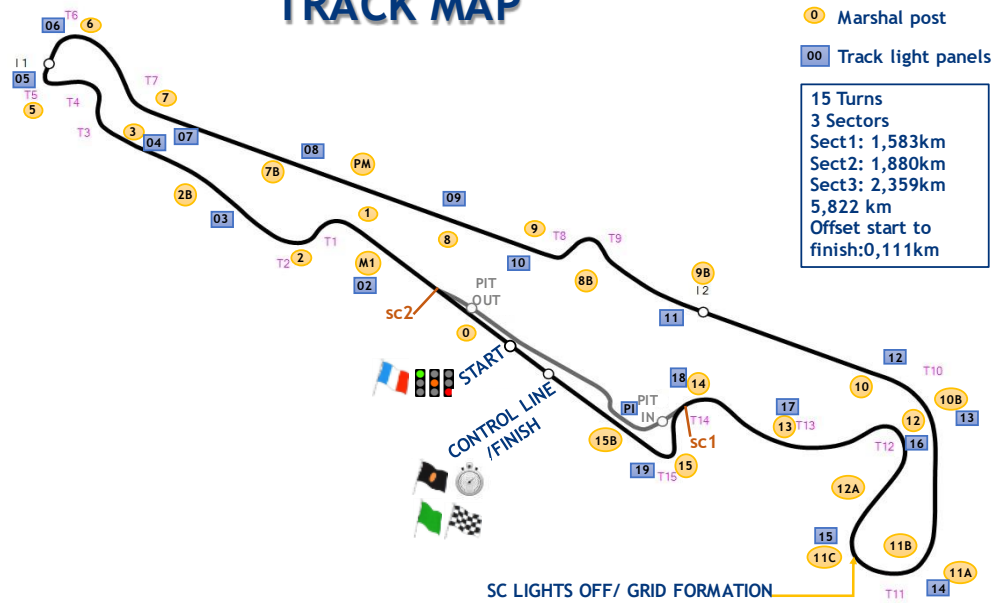 TRACK MAP
0 Marshal post
00 Track light panels
15 Turns
3 Sectors
Sect1: 1,583km
Sect2: 1,880km
Sect3: 2,359km
5,822 km
Offset start to
finish:0,111km
T6
06
6
I1
05
T5
5
T4
T7
7
T3
3
04
07
08
7B
PM
2B
03
09
1
T1
T2
2
M1
02
8
9
T8
T9
10
8B
9B
I2
11
PIT
OUT
sc2
0
START
CONTROL LINE
/FINISH
12
T10
10
10B
13
18
14
PI
PIT
IN
T14
sc1
17
13
T13
12
T12
16
15B
19
T15
15
12A
15
11C
11B
11A
14
T11
SC LIGHTS OFF/ GRID FORMATION